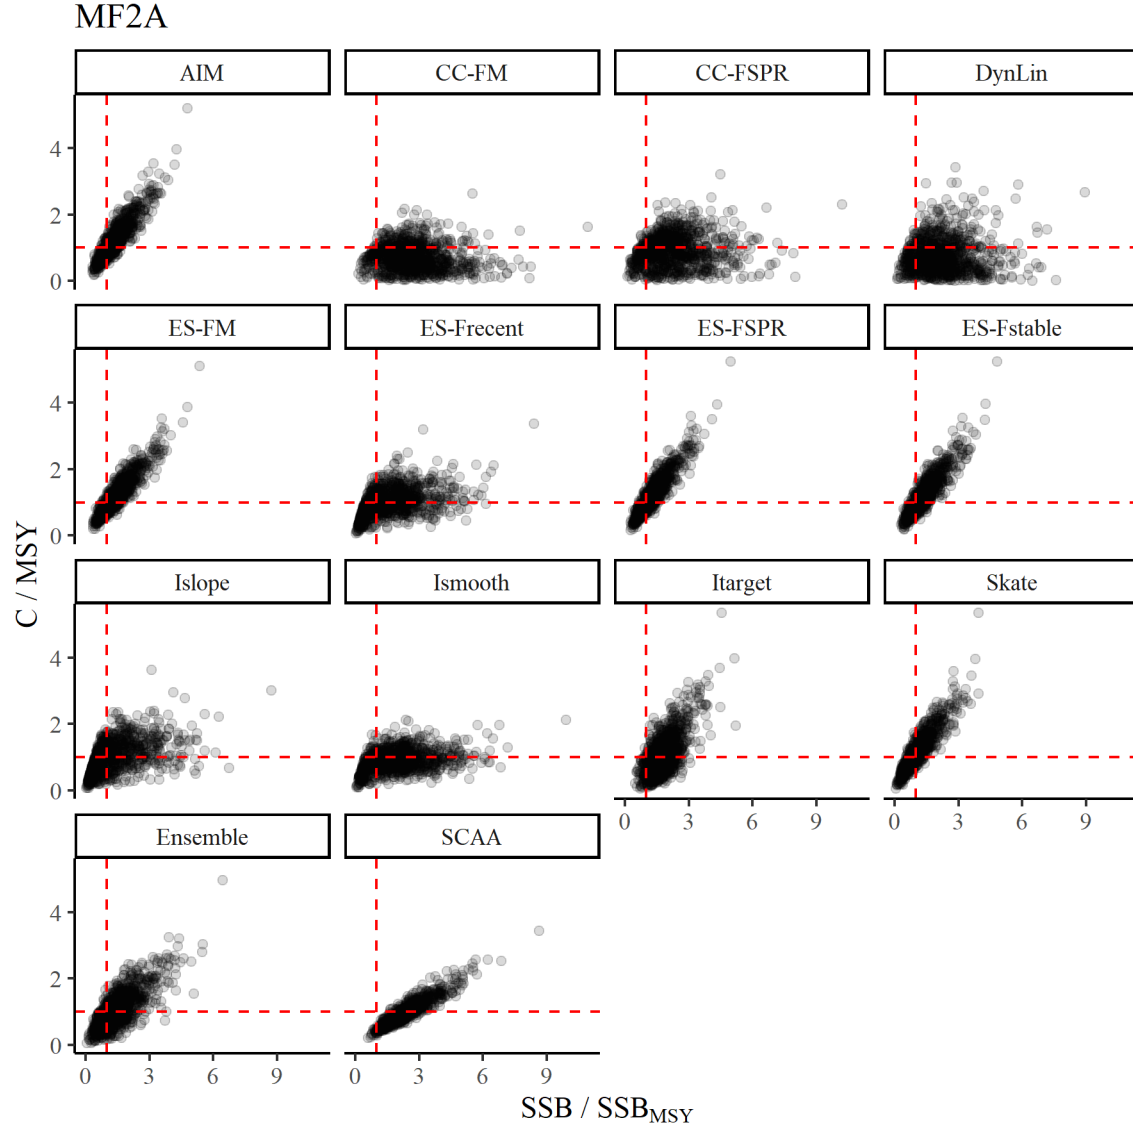 MF2A
AIM CC-FM CC-FSPR DynLin
4
2
0
ES-FM ES-Frecent ES-FSPR ES-Fstable
4
2
0
Islope Ismooth Itarget Skate
4
2
0
0 3 6 9 0 3 6 9
Ensemble SCAA
4
2
0
0 3 6 9 0 3 6 9
C / MSY
SSB / SSBMSY